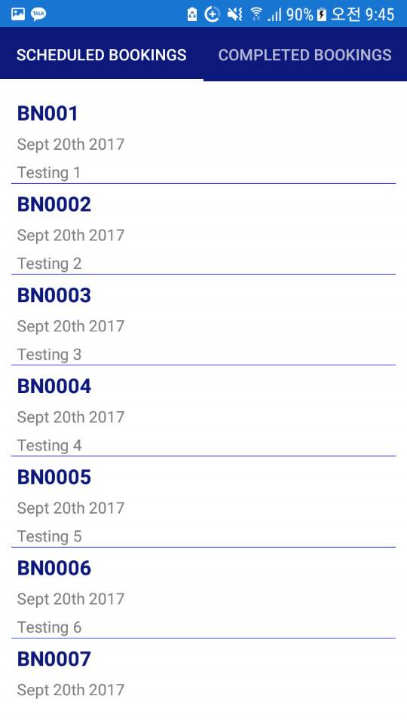 TALK
90% 오전 9:45
SCHEDULED BOOKINGS COMPLETED BOOKINGS
BN001
Sept 20th 2017
Testing 1
BN0002
Sept 20th 2017
Testing 2
BN0003
Sept 20th 2017
Testing 3
BN0004
Sept 20th 2017
Testing 4
BN0005
Sept 20th 2017
Testing 5
BN0006
Sept 20th 2017
Testing 6
BN0007
Sept 20th 2017